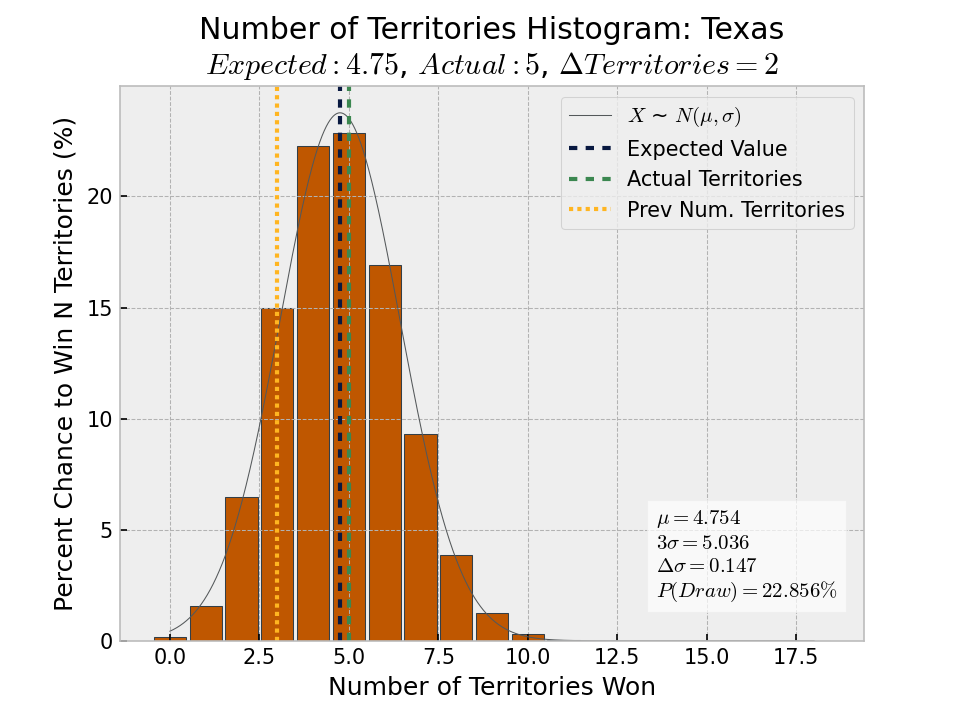 Number of Territories Histogram: Texas
Expected : 4.75, Actual : 5, ΔTerritories = 2
Percent Chance to Win N Territories (%)
20
15
10
5
0
X ~ N(μ, σ)
Expected Value
Actual Territories
Prev Num. Territories
μ = 4.754
3σ = 5.036
Δσ = 0.147
P(Draw) = 22.856%
0.0 2.5 5.0 7.5 10.0 12.5 15.0 17.5
Number of Territories Won